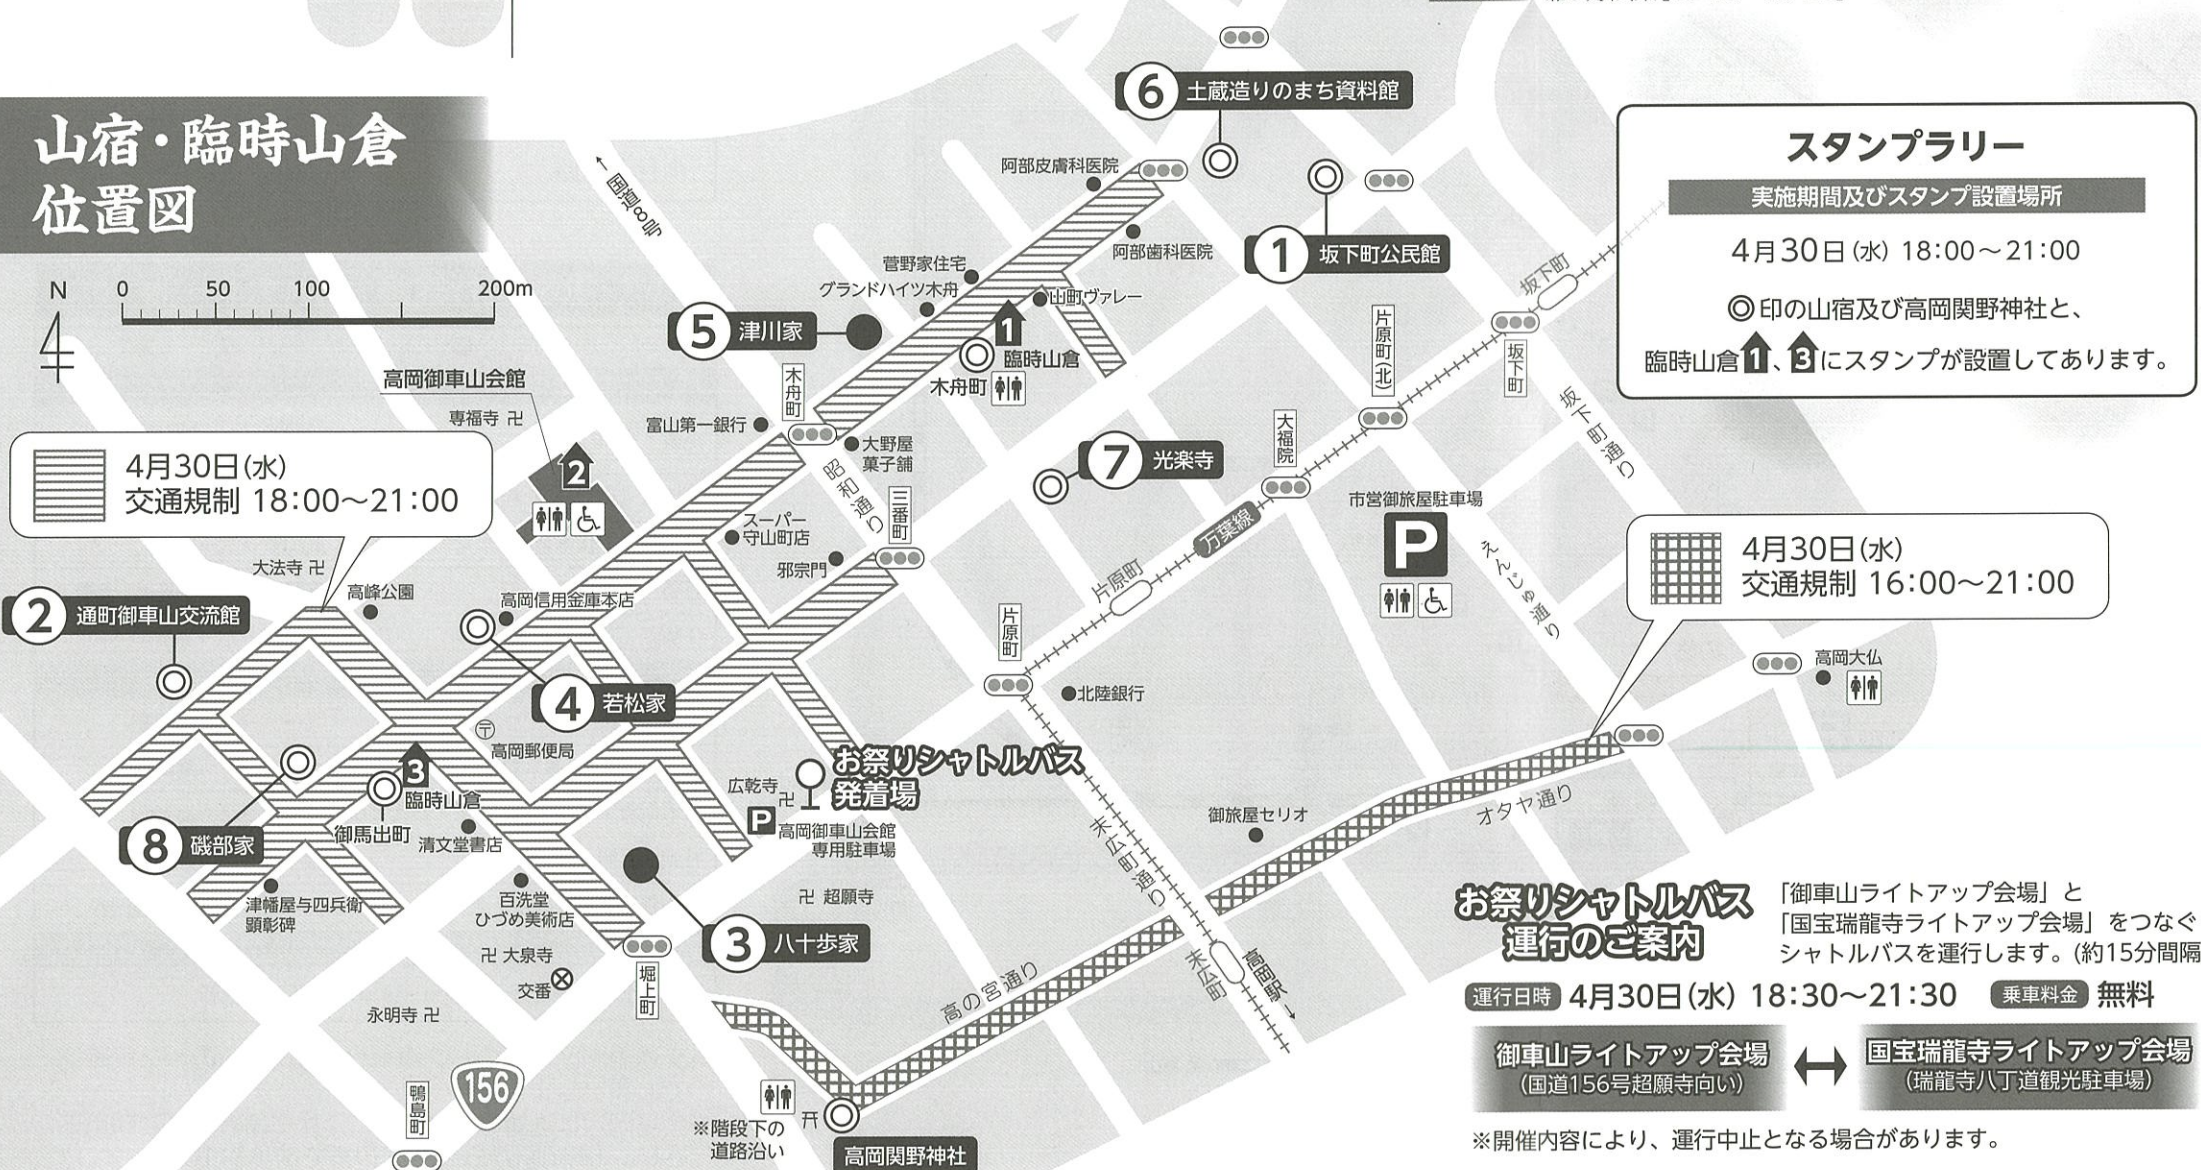 山宿・臨時山倉
位置図
N
0 50 100 200m
↑国道8号
6 土蔵造りのまち資料館
阿部皮膚科医院
1 坂下町公民館
阿部歯科医院
菅野家住宅
グランドハイツ木舟
山町ヴァレー
5 津川家
1
臨時山倉
木舟町
木舟町
高岡御車山会館
専福寺 卍
富山第一銀行
大野屋
菓子舗
昭和通り
2
4月30日(水)
交通規制 18:00～21:00
スーパー
守山町店
三番町
邪宗門
7 光楽寺
大福院
片原町(北)
坂下町
坂下町
坂下町通り
万葉線
片原町
片原町
市営御旅屋駐車場
P
えんじゅ通り
大法寺 卍
高峰公園
2 通町御車山交流館
高岡信用金庫本店
4 若松家
〒
高岡郵便局
3
臨時山倉
御馬出町
8 磯部家
清文堂書店
津幡屋与四兵衛
顕彰碑
百洗堂
ひづめ美術店
卍 大泉寺
交番
永明寺 卍
156
鴨島町
堀上町
3 八十歩家
広乾寺
卍
お祭りシャトルバス
発着場
P 高岡御車山会館
専用駐車場
卍 超願寺
北陸銀行
末広町通り
御旅屋セリオ
オタヤ通り
高の宮通り
末広町
高岡駅→
※階段下の
道路沿い
高岡関野神社
高岡大仏
4月30日(水)
交通規制 16:00～21:00
スタンプラリー
実施期間及びスタンプ設置場所
4月30日(水) 18:00～21:00
◎印の山宿及び高岡関野神社と、
臨時山倉1、3にスタンプが設置してあります。
お祭りシャトルバス
運行のご案内
「御車山ライトアップ会場」と
「国宝瑞龍寺ライトアップ会場」をつなぐ
シャトルバスを運行します。(約15分間隔
運行日時 4月30日(水) 18:30～21:30 乗車料金 無料
御車山ライトアップ会場
(国道156号超願寺向い)
↔
国宝瑞龍寺ライトアップ会場
(瑞龍寺八丁道観光駐車場)
※開催内容により、運行中止となる場合があります。